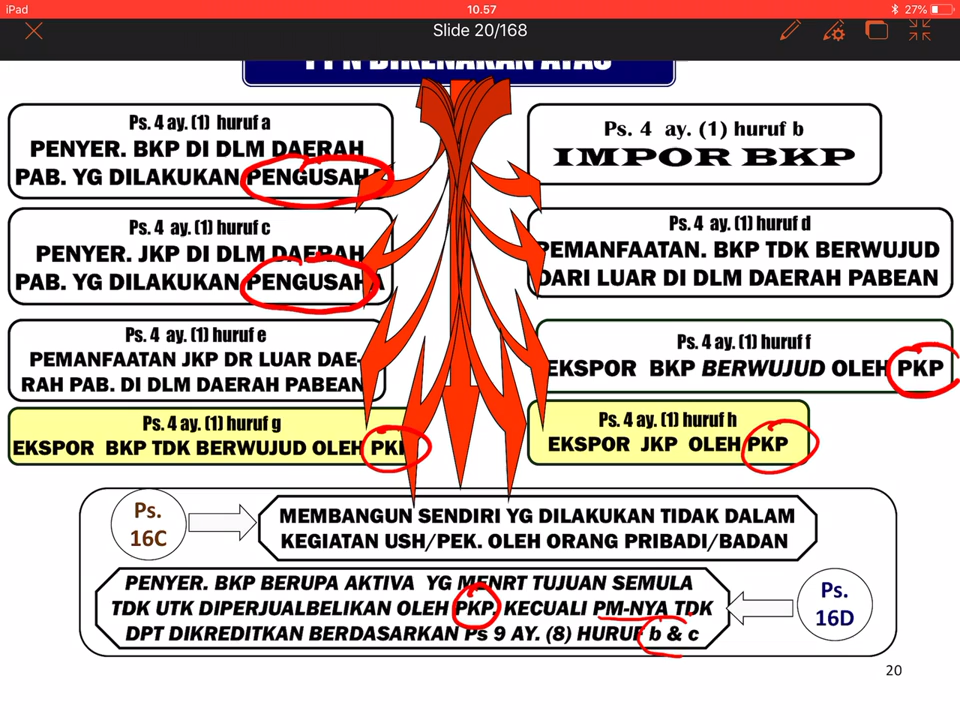 iPad
10.57
27%
Slide 20/168
PPN DIKENAKAN ATAS
Ps. 4 ay. (1) huruf a
PENYER. BKP DI DLM DAERAH
PAB. YG DILAKUKAN PENGUSAHA
Ps. 4 ay. (1) huruf b
IMPOR BKP
Ps. 4 ay. (1) huruf c
PENYER. JKP DI DLM DAERAH
PAB. YG DILAKUKAN PENGUSAHA
Ps. 4 ay. (1) huruf d
PEMANFAATAN. BKP TDK BERWUJUD
DARI LUAR DI DLM DAERAH PABEAN
Ps. 4 ay. (1) huruf e
PEMANFAATAN JKP DR LUAR DAE-
RAH PAB. DI DLM DAERAH PABEAN
Ps. 4 ay. (1) huruf f
EKSPOR BKP BERWUJUD OLEH PKP
Ps. 4 ay. (1) huruf g
EKSPOR BKP TDK BERWUJUD OLEH PKP
Ps. 4 ay. (1) huruf h
EKSPOR JKP OLEH PKP
Ps.
16C
MEMBANGUN SENDIRI YG DILAKUKAN TIDAK DALAM
KEGIATAN USH/PEK. OLEH ORANG PRIBADI/BADAN
PENYER. BKP BERUPA AKTIVA YG MENRT TUJUAN SEMULA
TDK UTK DIPERJUALBELIKAN OLEH PKP, KECUALI PM-NYA TDK
DPT DIKREDITKAN BERDASARKAN Ps 9 AY. (8) HURUF b & c
Ps.
16D
20